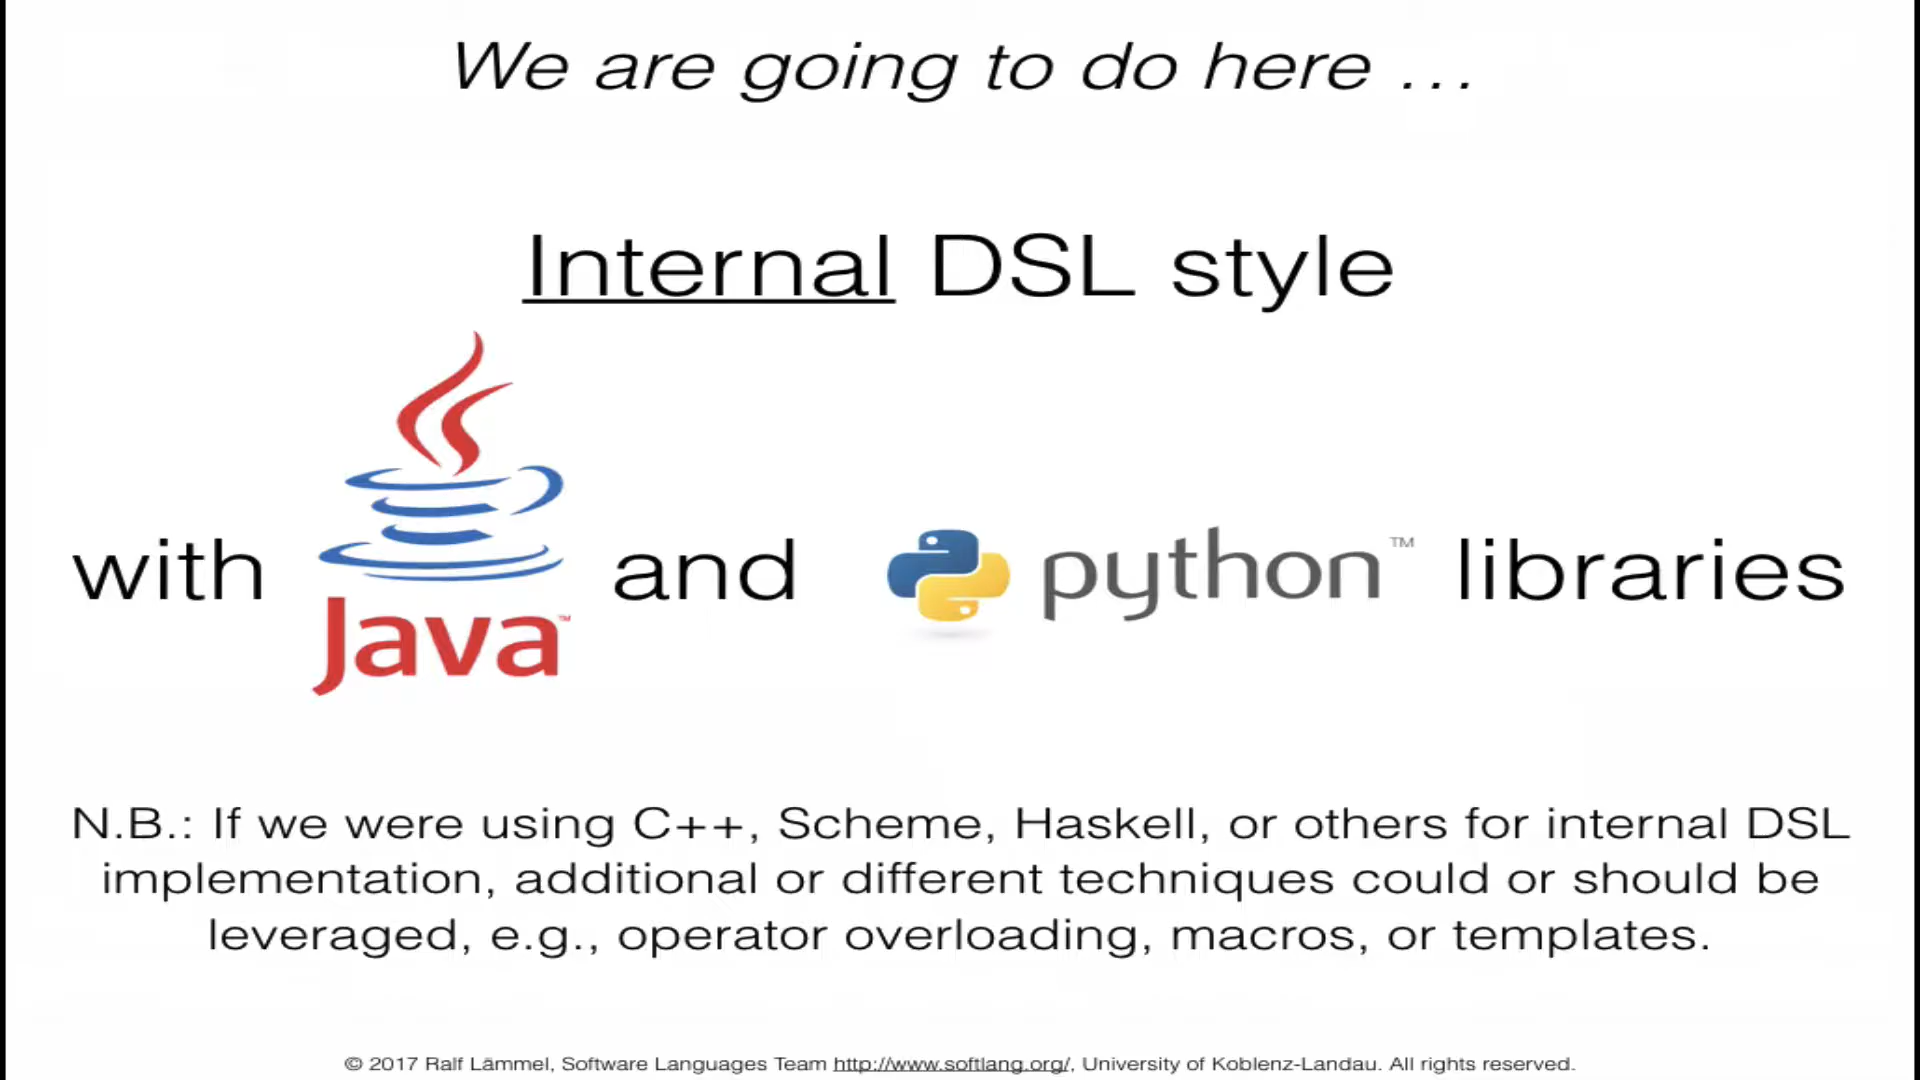 We are going to do here …
Internal DSL style
with Java™ and python™ libraries
N.B.: If we were using C++, Scheme, Haskell, or others for internal DSL
implementation, additional or different techniques could or should be
leveraged, e.g., operator overloading, macros, or templates.
© 2017 Ralf Lämmel, Software Languages Team http://www.softlang.org/, University of Koblenz-Landau. All rights reserved.